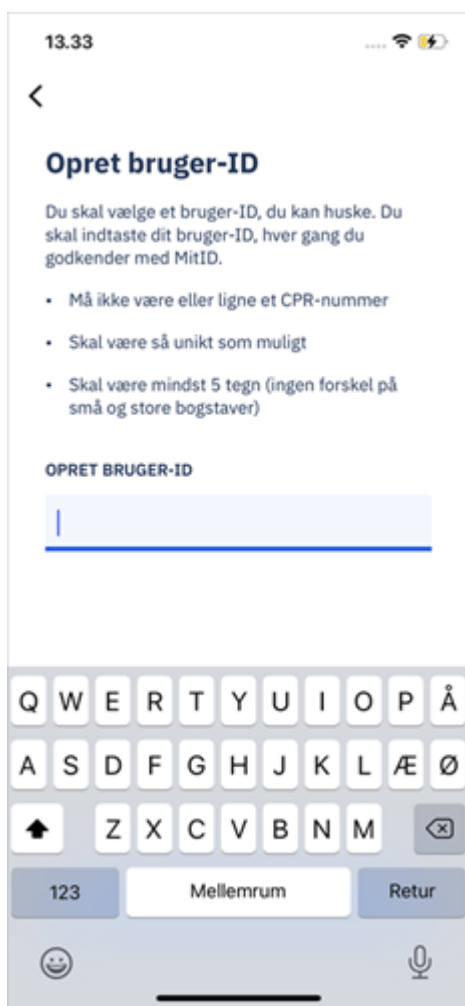 13.33
Opret bruger-ID
Du skal vælge et bruger-ID, du kan huske. Du
skal indtaste dit bruger-ID, hver gang du
godkender med MitID.
• Må ikke være eller ligne et CPR-nummer
• Skal være så unikt som muligt
• Skal være mindst 5 tegn (ingen forskel på
små og store bogstaver)
OPRET BRUGER-ID
Q W E R T Y U I O P Å
A S D F G H J K L Æ Ø
Z X C V B N M
123 Mellemrum Retur